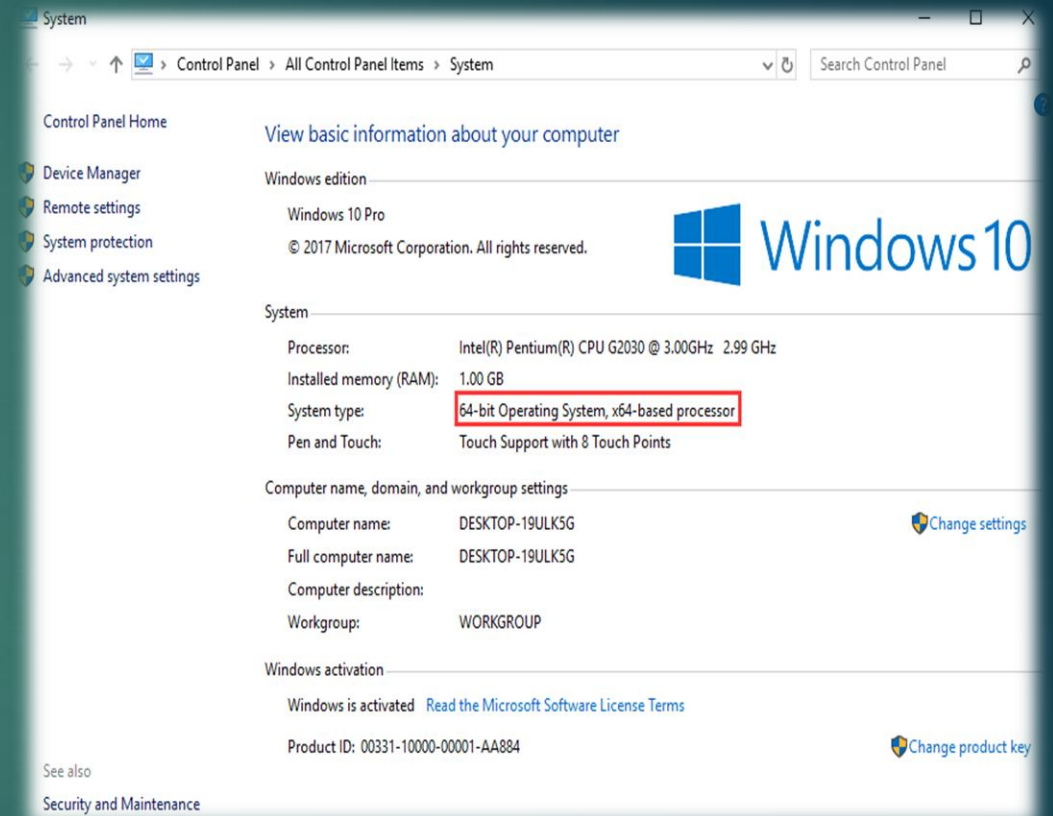 System
Control Panel > All Control Panel Items > System
Search Control Panel
Control Panel Home
Device Manager
Remote settings
System protection
Advanced system settings
See also
Security and Maintenance
View basic information about your computer
Windows edition
Windows 10 Pro
© 2017 Microsoft Corporation. All rights reserved.
Windows 10
System
Processor: Intel(R) Pentium(R) CPU G2030 @ 3.00GHz 2.99 GHz
Installed memory (RAM): 1.00 GB
System type: 64-bit Operating System, x64-based processor
Pen and Touch: Touch Support with 8 Touch Points
Computer name, domain, and workgroup settings
Computer name: DESKTOP-19ULK5G
Change settings
Full computer name: DESKTOP-19ULK5G
Computer description:
Workgroup: WORKGROUP
Windows activation
Windows is activated Read the Microsoft Software License Terms
Product ID: 00331-10000-00001-AA884
Change product key